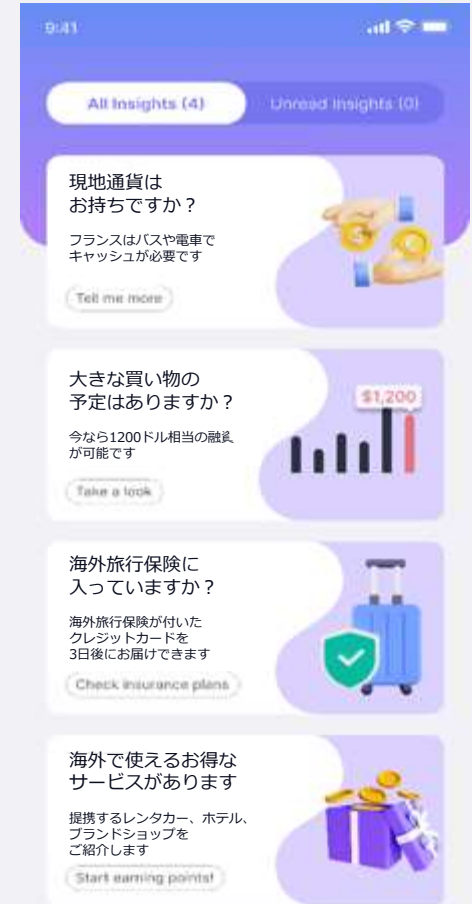 9:41
All Insights (4)
Unread Insights (0)
現地通貨は
お持ちですか？
フランスはバスや電車で
キャッシュが必要です
Tell me more
大きな買い物の
予定はありますか？
$1,200
今なら1200ドル相当の融資
が可能です
Take a look
海外旅行保険に
入っていますか？
海外旅行保険が付いた
クレジットカードを
3日後にお届けできます
Check insurance plans
海外で使えるお得な
サービスがあります
提携するレンタカー、ホテル、
ブランドショップを
ご紹介します
Start earning points!